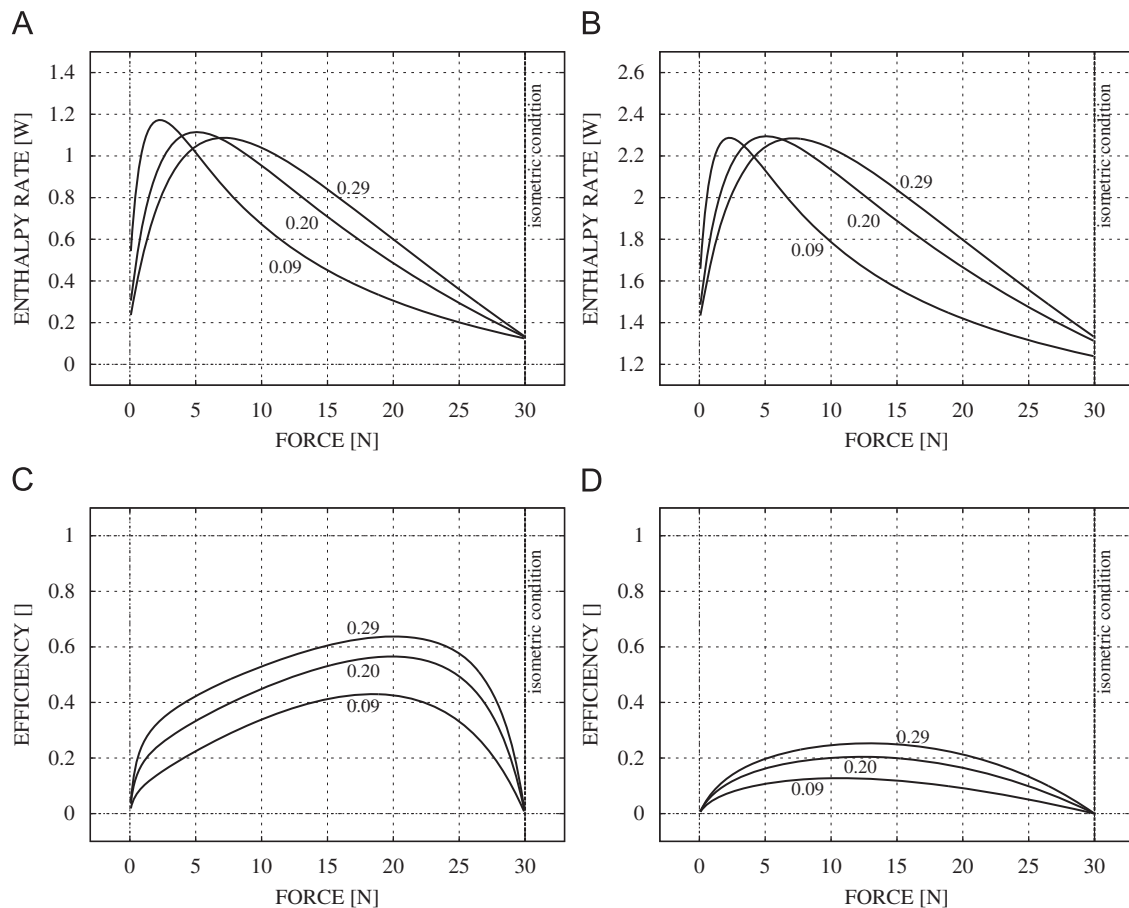 A
ENTHALPY RATE [W]
1.4
1.2
1
0.8
0.6
0.4
0.2
0
0.29
0.20
0.09
isometric condition
0 5 10 15 20 25 30
FORCE [N]
B
ENTHALPY RATE [W]
2.6
2.4
2.2
2
1.8
1.6
1.4
1.2
0.29
0.20
0.09
isometric condition
0 5 10 15 20 25 30
FORCE [N]
C
EFFICIENCY []
1
0.8
0.6
0.4
0.2
0
0.29
0.20
0.09
isometric condition
0 5 10 15 20 25 30
FORCE [N]
D
EFFICIENCY []
1
0.8
0.6
0.4
0.2
0
0.29
0.20
0.09
isometric condition
0 5 10 15 20 25 30
FORCE [N]